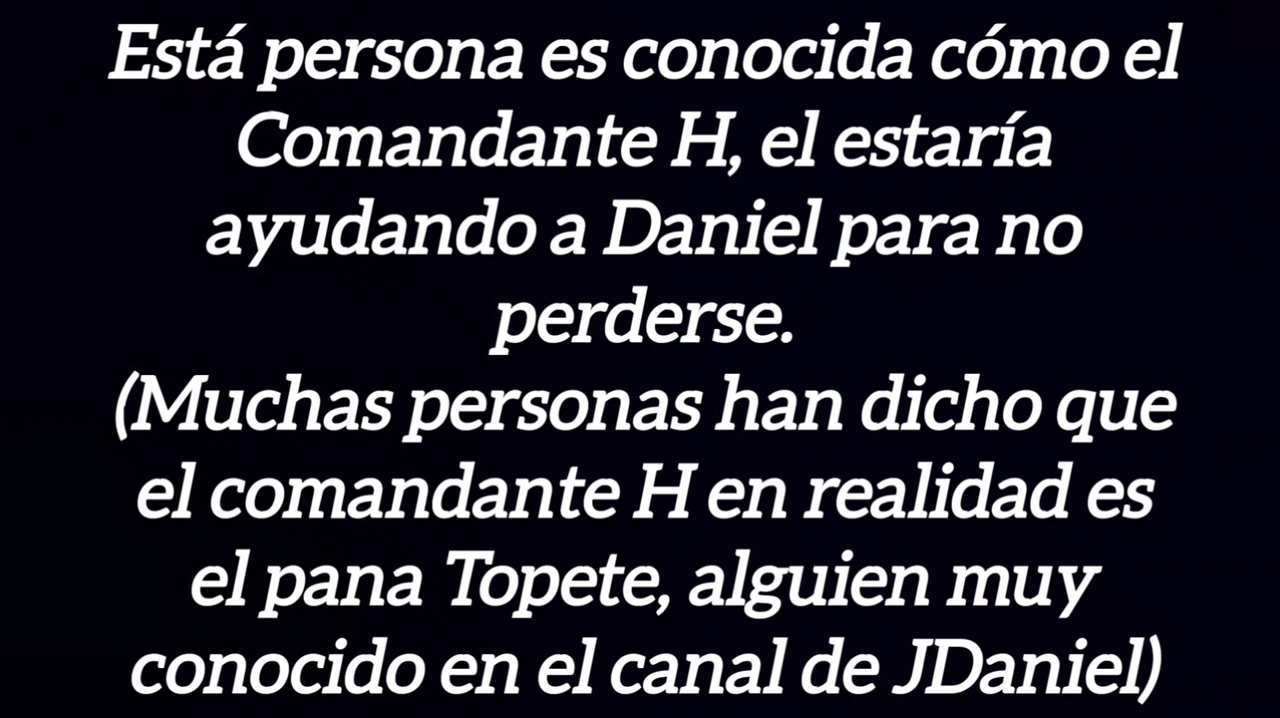 Está persona es conocida cómo el
Comandante H, el estaría
ayudando a Daniel para no
perderse.
(Muchas personas han dicho que
el comandante H en realidad es
el pana Topete, alguien muy
conocido en el canal de JDaniel)